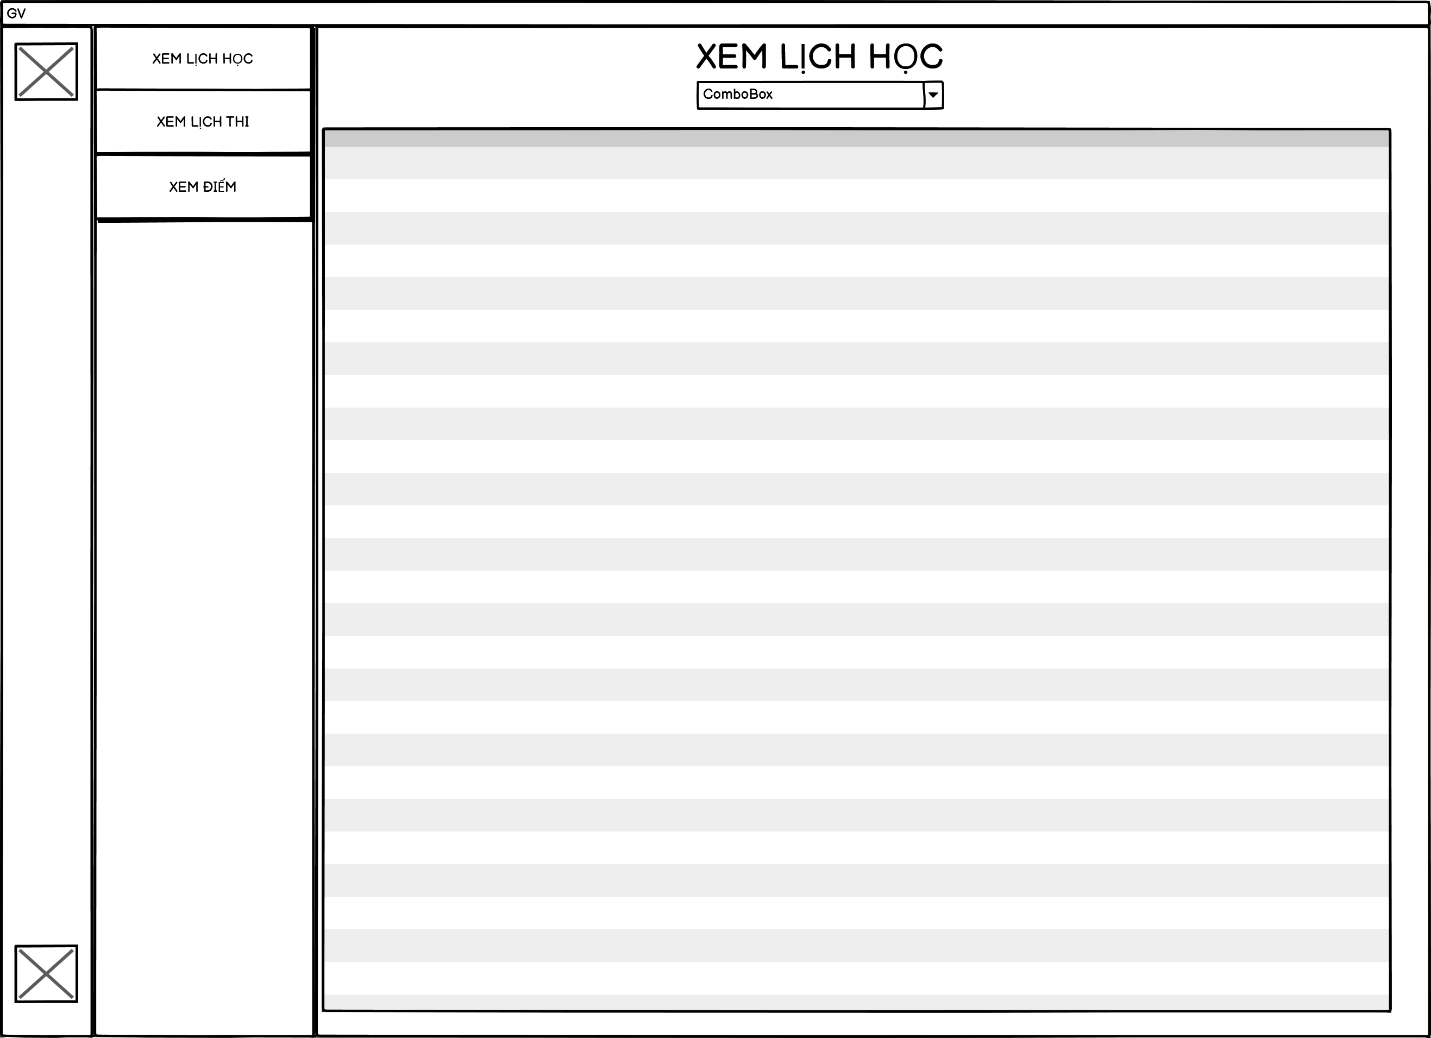 GV
XEM LỊCH HỌC
XEM LỊCH THI
XEM ĐIỂM
XEM LỊCH HỌC
ComboBox